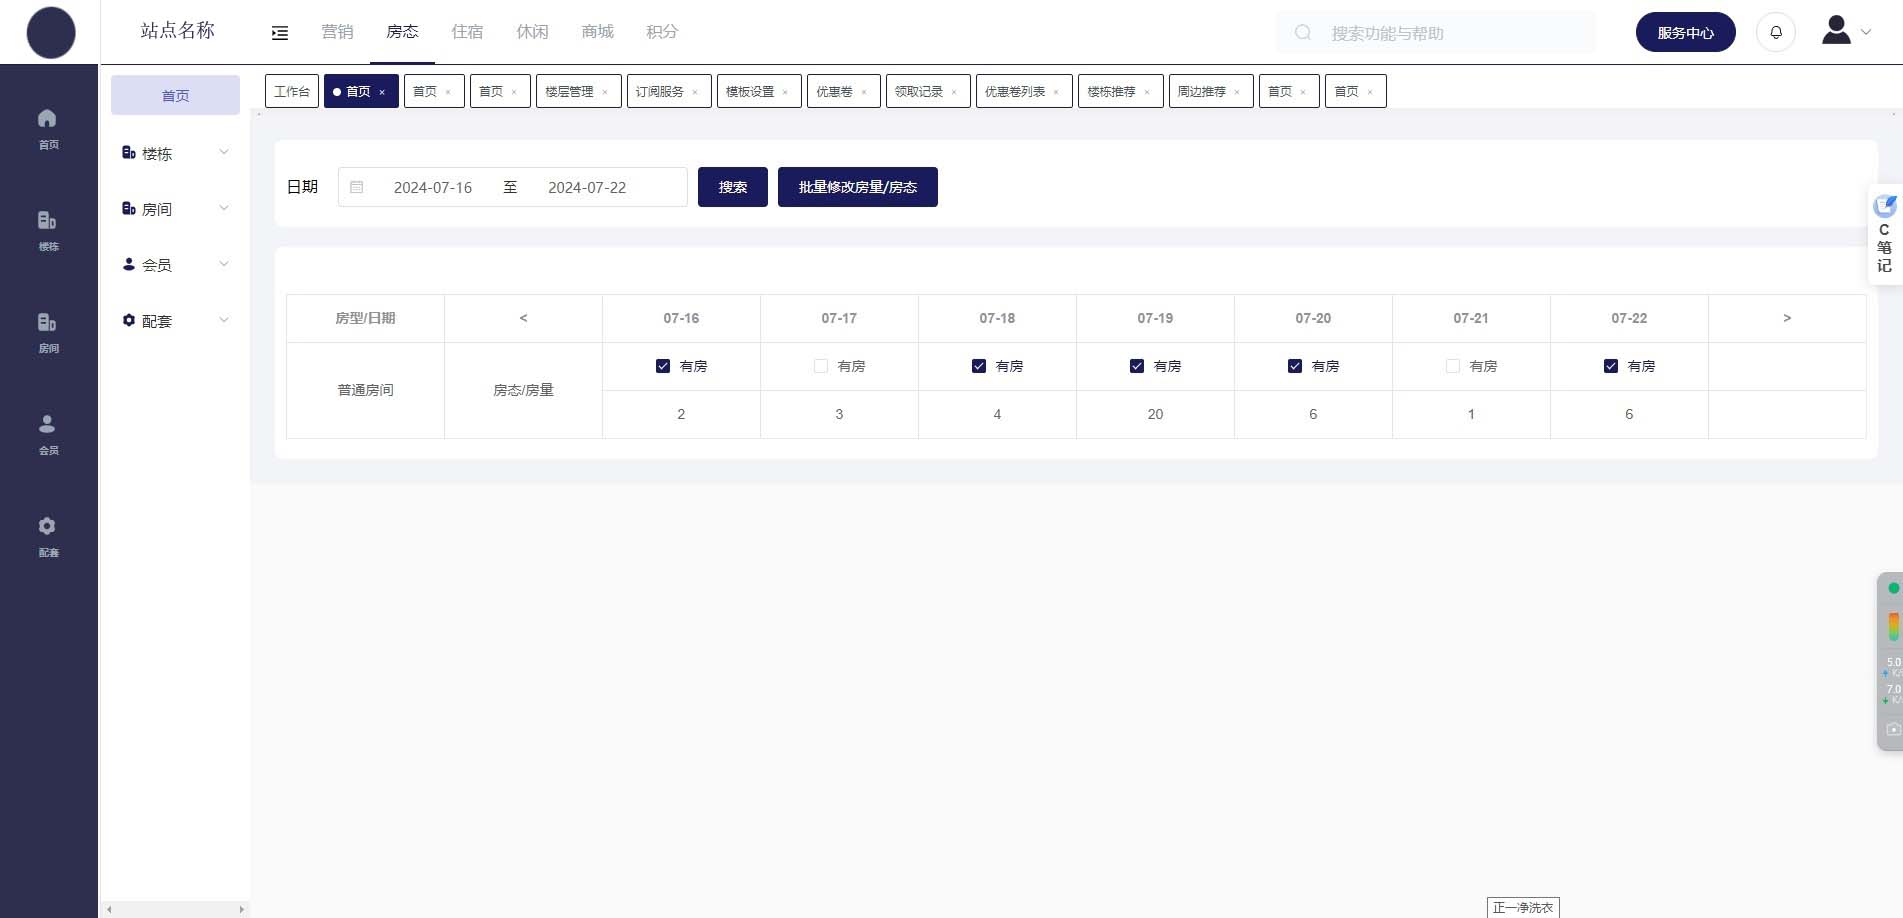 站点名称
营销 房态 住宿 休闲 商城 积分
搜索功能与帮助
服务中心
首页
工作台 首页 × 首页 × 首页 × 楼层管理 × 订阅服务 × 模板设置 × 优惠卷 × 领取记录 × 优惠卷列表 × 楼栋推荐 × 周边推荐 × 首页 × 首页 ×
首页
楼栋
房间
会员
配套
楼栋
房间
会员
配套
日期 2024-07-16 至 2024-07-22 搜索 批量修改房量/房态
C
笔
记
房型/日期 < 07-16 07-17 07-18 07-19 07-20 07-21 07-22 >
有房 有房 有房 有房 有房 有房 有房
普通房间 房态/房量
2 3 4 20 6 1 6
5.0
K/
7.0
K/
正一净洗衣